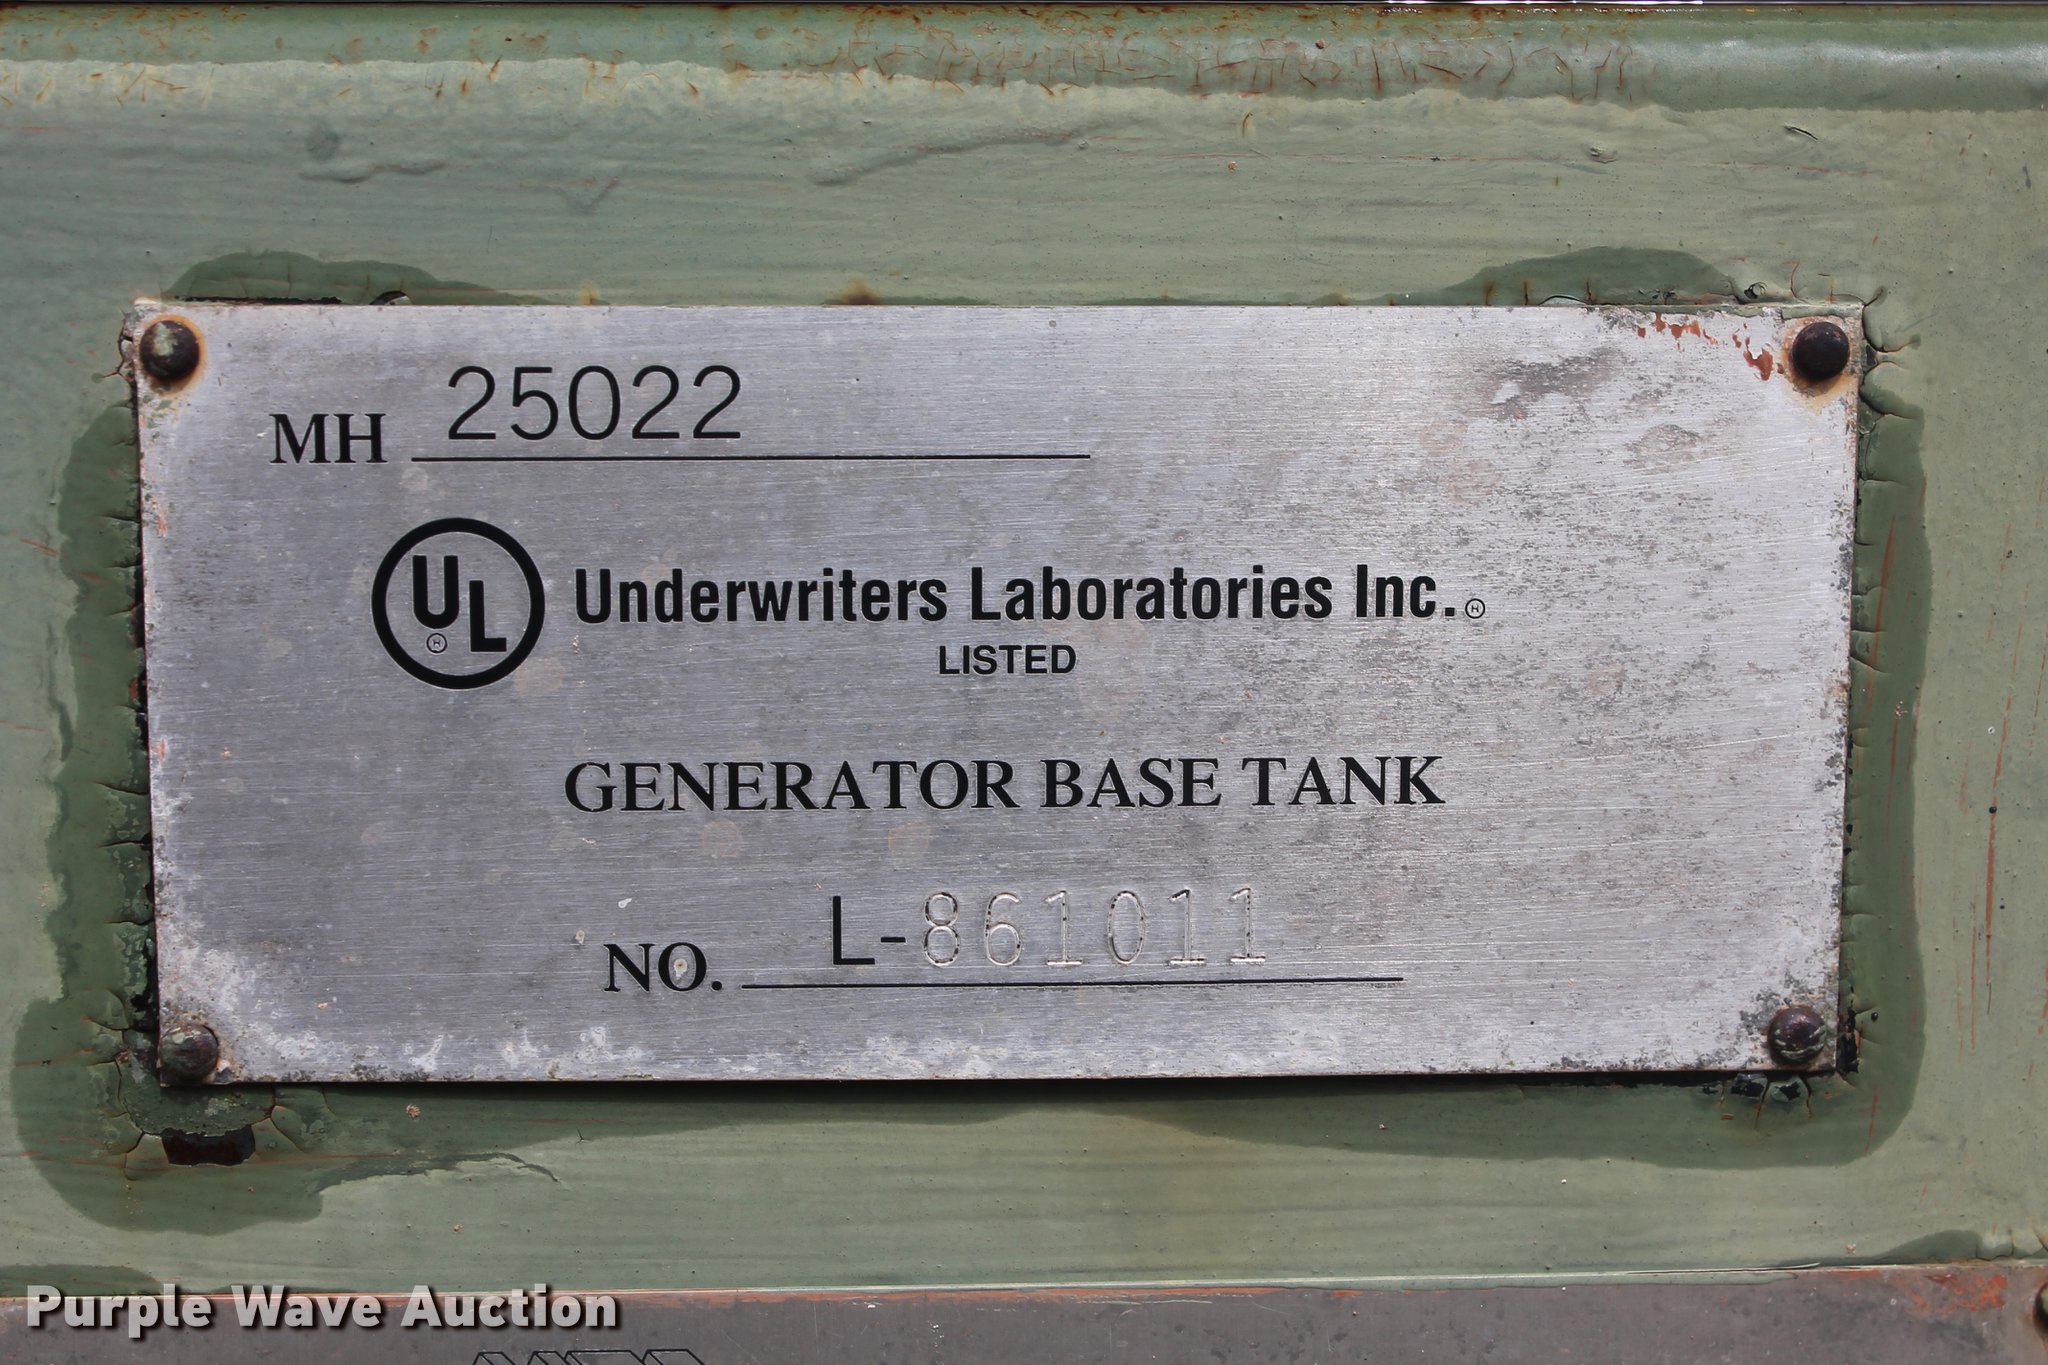 MH 25022
UL Underwriters Laboratories Inc.®
LISTED
GENERATOR BASE TANK
NO. L-861011
Purple Wave Auction